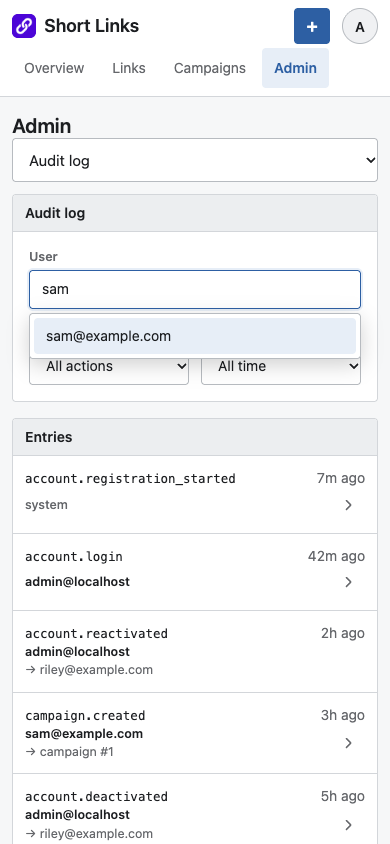 Short Links
+
A
Overview Links Campaigns Admin
Admin
Audit log
Audit log
User
sam
sam@example.com
All actions All time
Entries
account.registration_started 7m ago
system
account.login 42m ago
admin@localhost
account.reactivated 2h ago
admin@localhost
→ riley@example.com
campaign.created 3h ago
sam@example.com
→ campaign #1
account.deactivated 5h ago
admin@localhost
→ riley@example.com